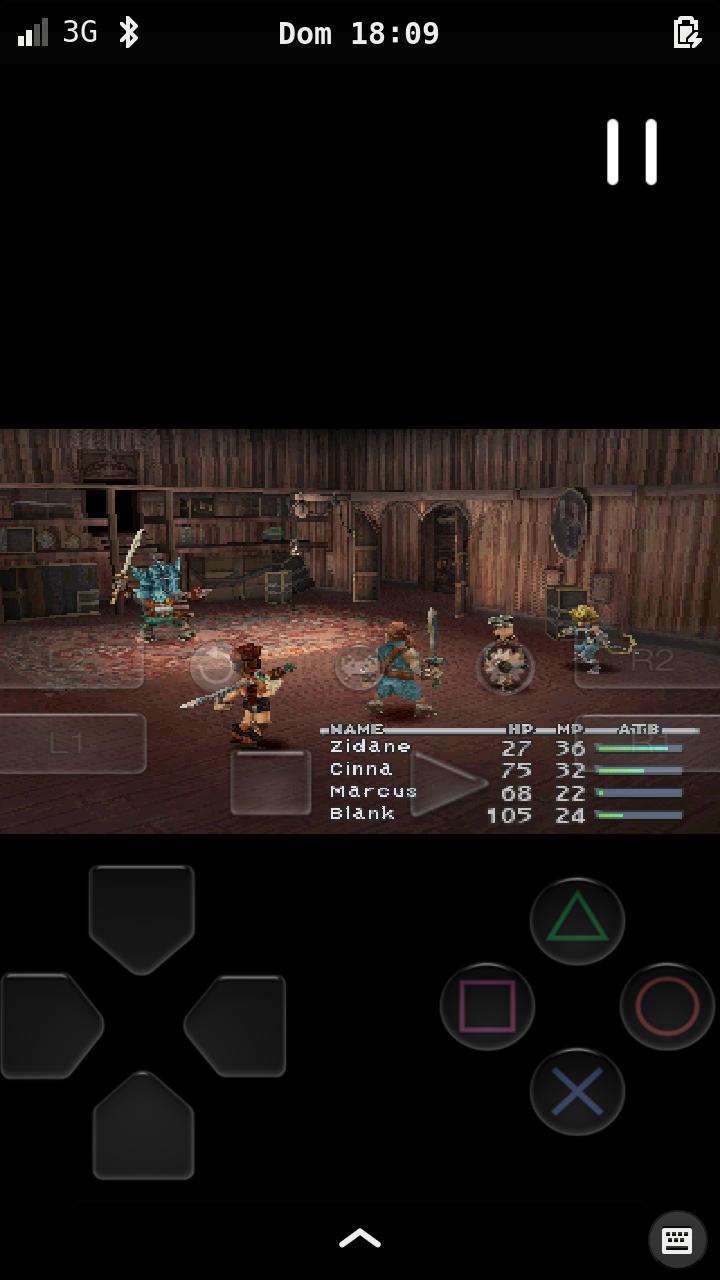 3G Dom 18:09
L2 R2
L1
NAME HP MP ATB
Zidane 27 36
Cinna 75 32
Marcus 68 22
Blank 105 24